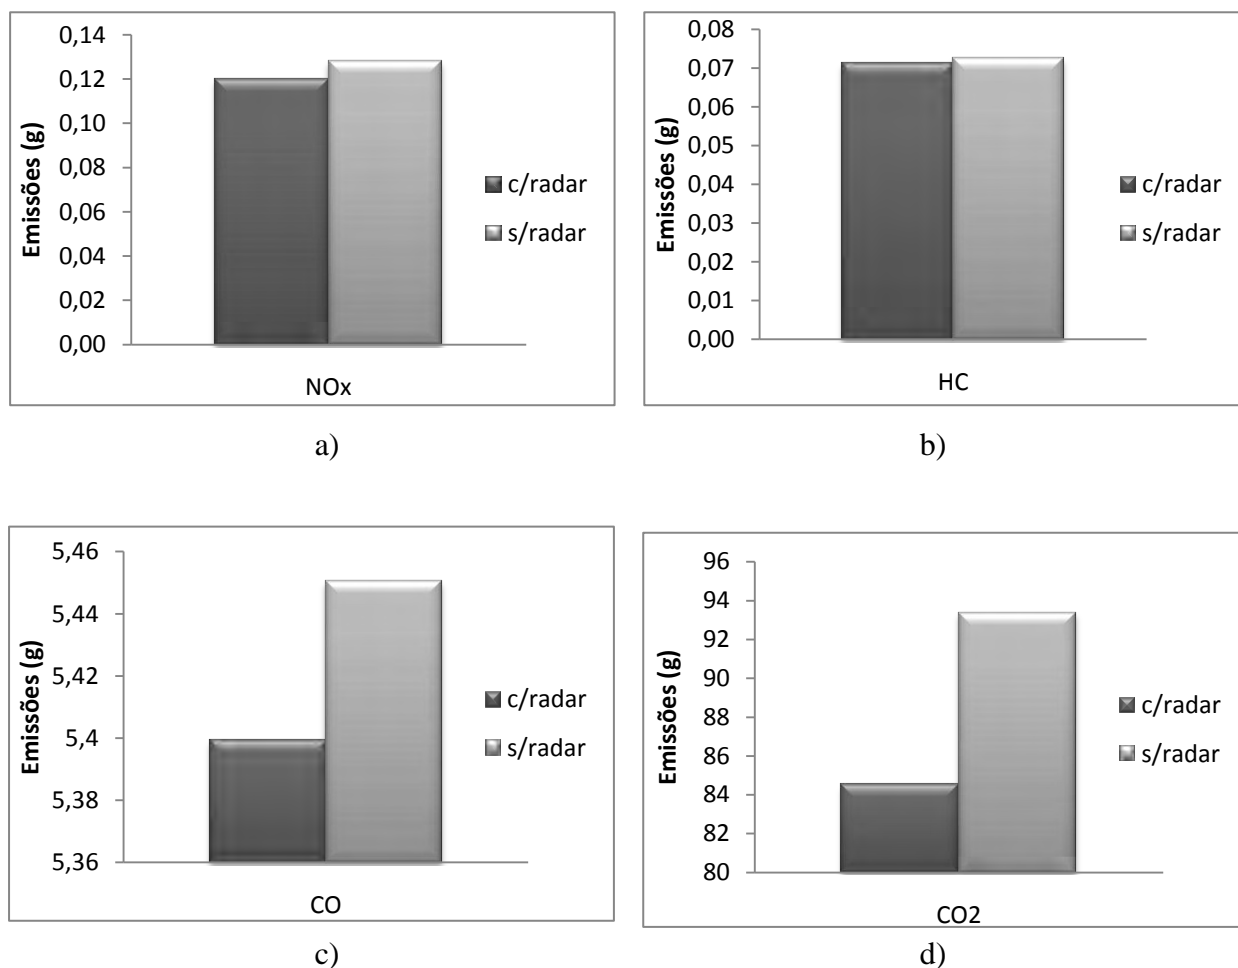 0,14
0,12
0,10
0,08
0,06
0,04
0,02
0,00
Emissões (g)
NOx
c/radar
s/radar
a)
0,08
0,07
0,06
0,05
0,04
0,03
0,02
0,01
0,00
Emissões (g)
HC
c/radar
s/radar
b)
5,46
5,44
5,42
5,4
5,38
5,36
Emissões (g)
CO
c/radar
s/radar
c)
96
94
92
90
88
86
84
82
80
Emissões (g)
CO2
c/radar
s/radar
d)